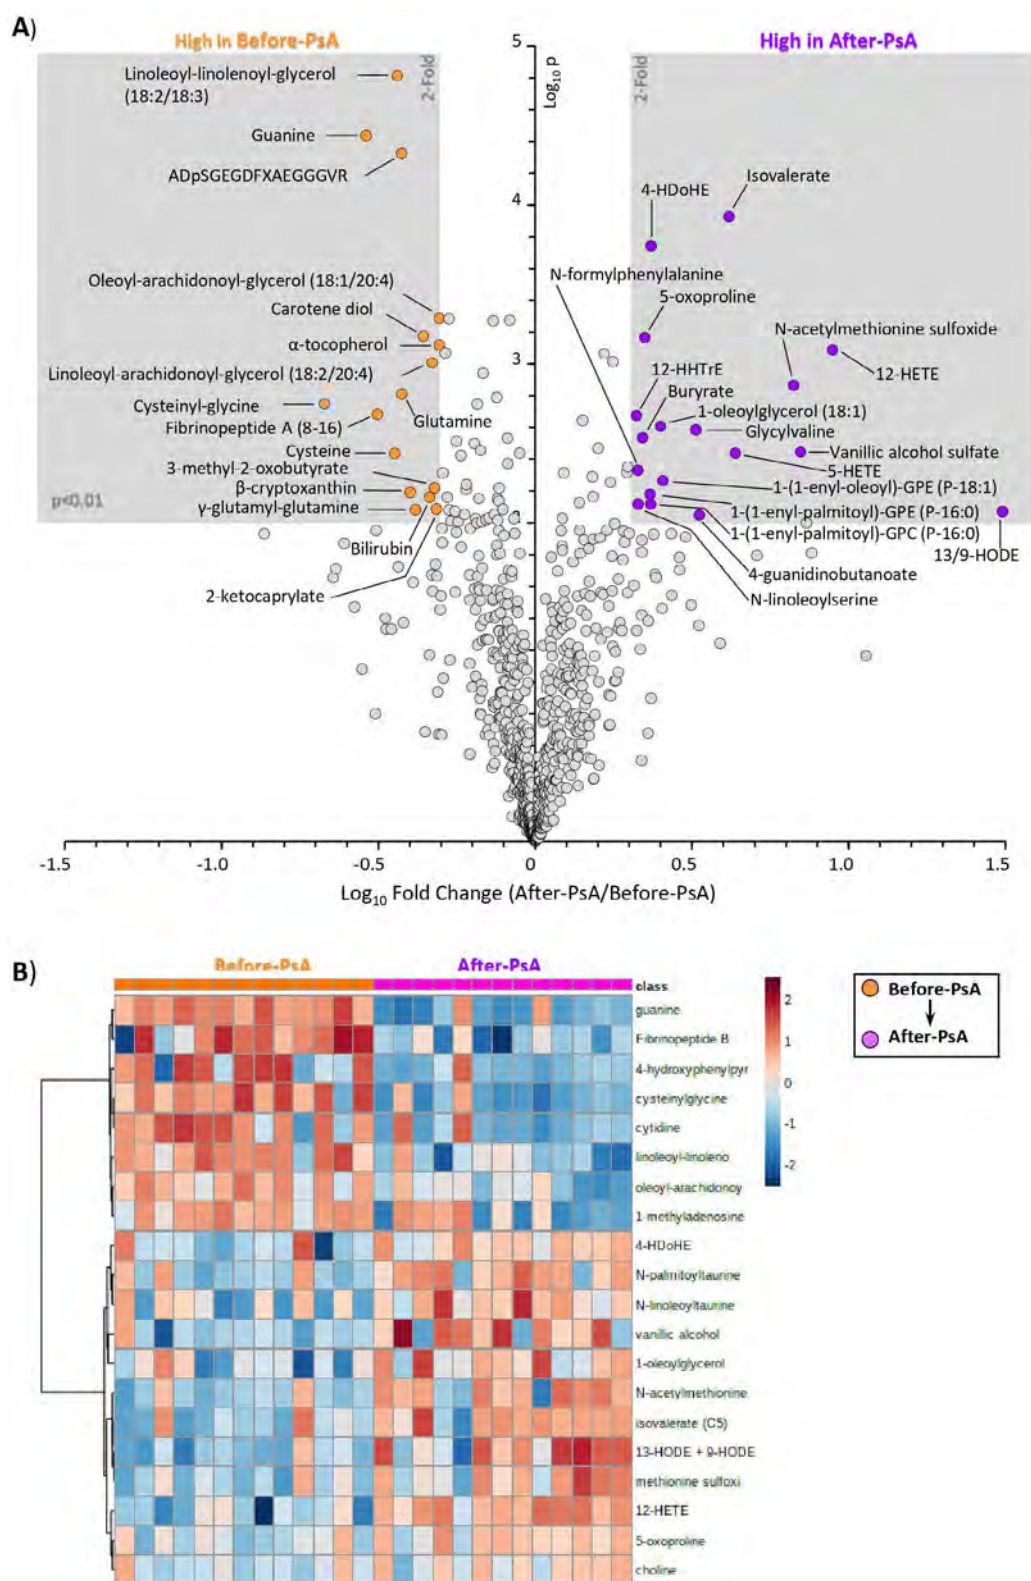 A)
High in Before-PsA
High in After-PsA
5
Log10 p
2-Fold
2-Fold
Linoleoyl-linolenoyl-glycerol
(18:2/18:3)
Guanine
ADpSGEGDFXAEGGGVR
Isovalerate
4-HDoHE
4
N-formylphenylalanine
Oleoyl-arachidonoyl-glycerol (18:1/20:4)
5-oxoproline
Carotene diol
N-acetylmethionine sulfoxide
α-tocopherol
3
12-HHTrE
12-HETE
Linoleoyl-arachidonoyl-glycerol (18:2/20:4)
Buryrate
Cysteinyl-glycine
1-oleoylglycerol (18:1)
Fibrinopeptide A (8-16)
Glutamine
Glycylvaline
Cysteine
Vanillic alcohol sulfate
3-methyl-2-oxobutyrate
5-HETE
β-cryptoxanthin
1-(1-enyl-oleoyl)-GPE (P-18:1)
p<0.01
γ-glutamyl-glutamine
1-(1-enyl-palmitoyl)-GPE (P-16:0)
1-(1-enyl-palmitoyl)-GPC (P-16:0)
Bilirubin
13/9-HODE
4-guanidinobutanoate
2-ketocaprylate
N-linoleoylserine
-1.5
-1.0
-0.5
0
0.5
1.0
1.5
Log10 Fold Change (After-PsA/Before-PsA)
B)
Before-PsA
After-PsA
class
guanine
Fibrinopeptide B
4-hydroxyphenylpyr
cysteinylglycine
cytidine
linoleoyl-linoleno
oleoyl-arachidonoy
1-methyladenosine
4-HDoHE
N-palmitoyltaurine
N-linoleoyltaurine
vanillic alcohol
1-oleoylglycerol
N-acetylmethionine
isovalerate (C5)
13-HODE + 9-HODE
methionine sulfoxi
12-HETE
5-oxoproline
choline
2
1
0
-1
-2
Before-PsA
After-PsA